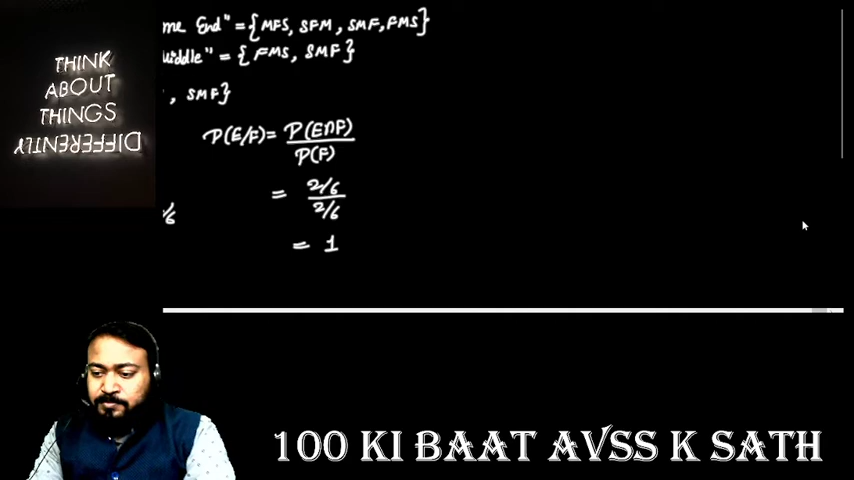 THINK
ABOUT
THINGS
DIFFERENTLY
me End" = {MFS, SFM, SMF, FMS}
iddle" = {FMS, SMF}
, SMF}
P(E/F) = P(E∩F)
P(F)
= 2/6
2/6
/6
= 1
100 KI BAAT AVSS K SATH